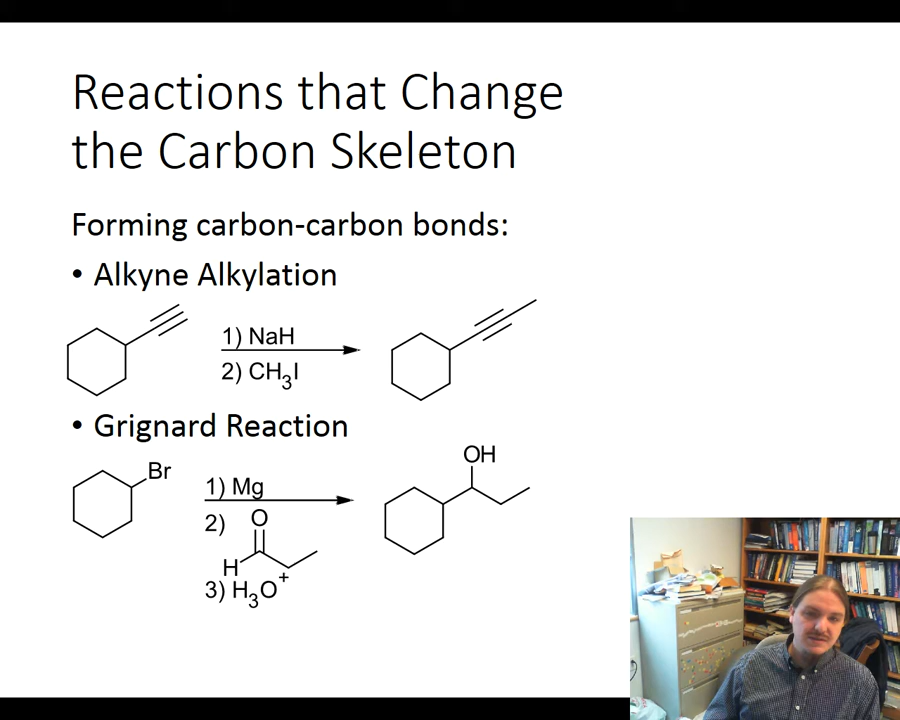 Reactions that Change
the Carbon Skeleton
Forming carbon-carbon bonds:
• Alkyne Alkylation
1) NaH
2) CH3I
• Grignard Reaction
Br
1) Mg
2)
O
H
3) H3O+
OH